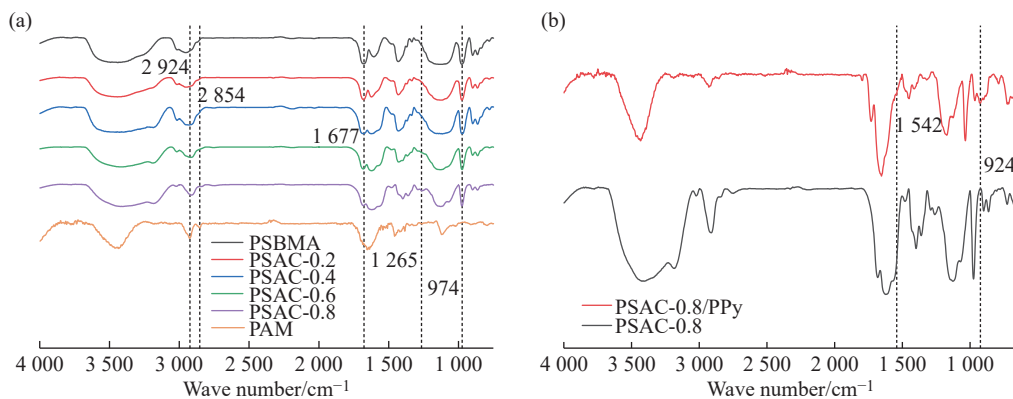 (a)
2 924
2 854
1 677
1 265
974
PSBMA
PSAC-0.2
PSAC-0.4
PSAC-0.6
PSAC-0.8
PAM
4 000 3 500 3 000 2 500 2 000 1 500 1 000
Wave number/cm⁻¹
(b)
1 542
924
PSAC-0.8/PPy
PSAC-0.8
4 000 3 500 3 000 2 500 2 000 1 500 1 000
Wave number/cm⁻¹